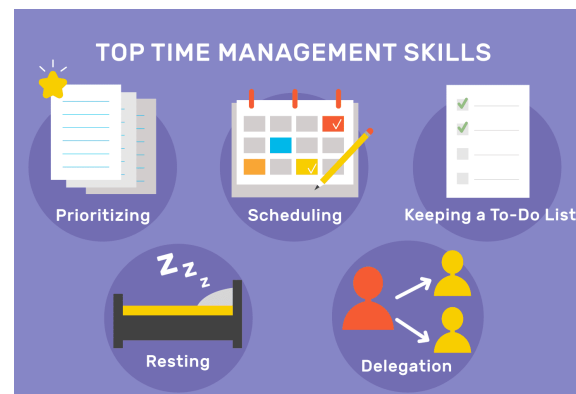 TOP TIME MANAGEMENT SKILLS
Prioritizing
Scheduling
Keeping a To-Do List
Z Z Z Z
Resting
Delegation